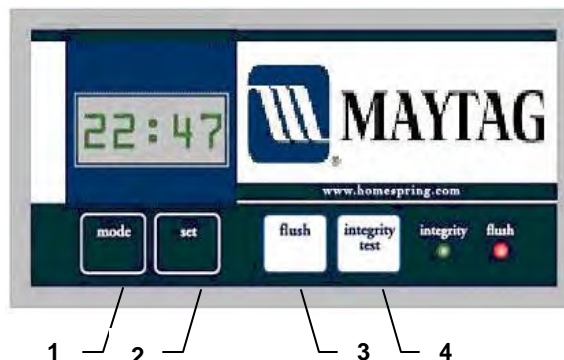 22:47
MAYTAG
®
www.homespring.com
mode
set
flush
integrity
test
integrity
flush
1
2
3
4